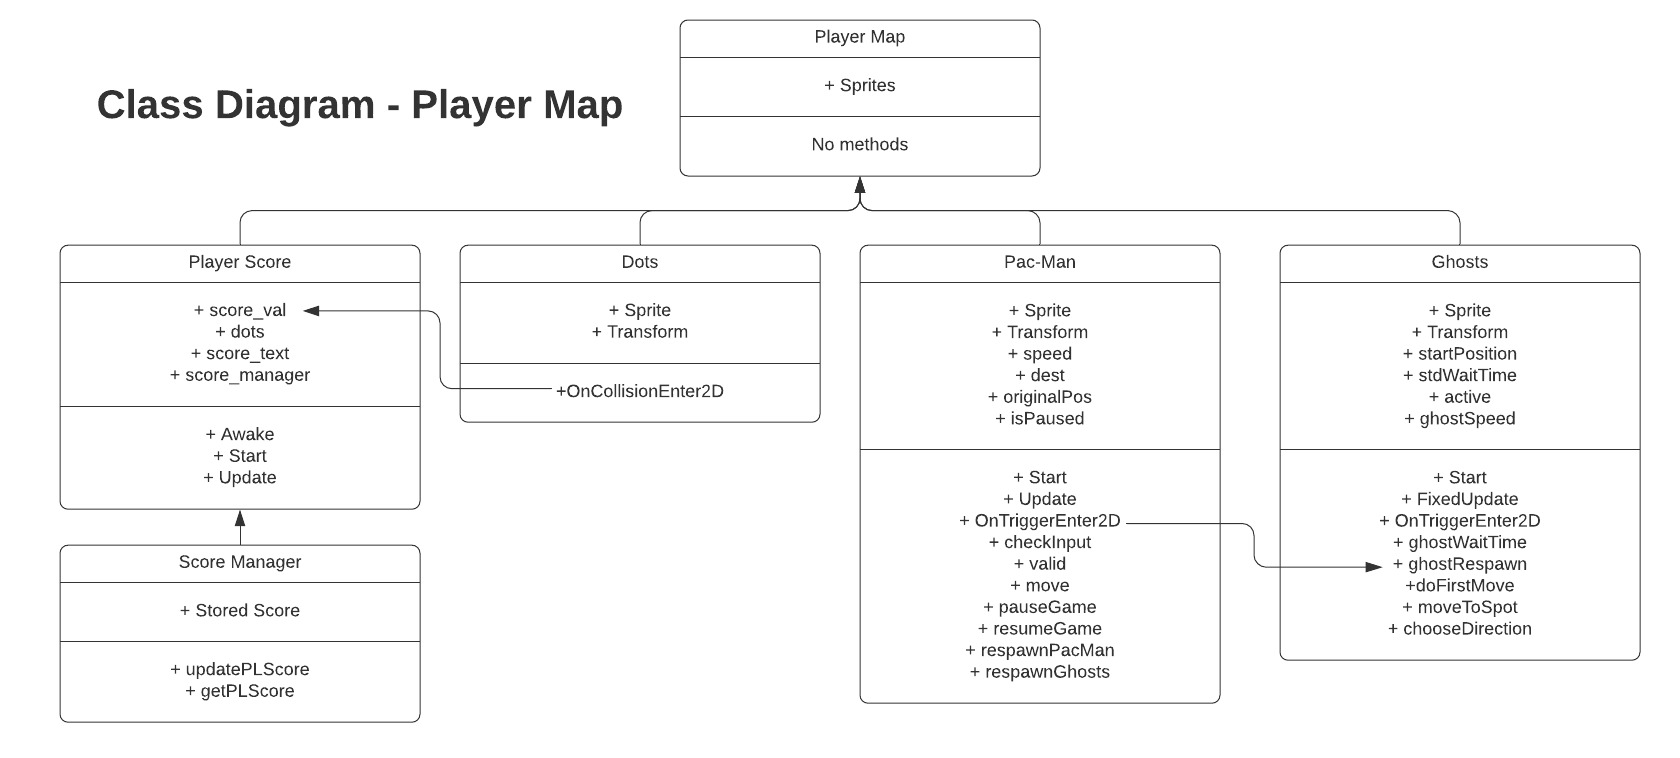 Class Diagram - Player Map
Player Map
+ Sprites
No methods
Player Score
+ score_val
+ dots
+ score_text
+ score_manager
+ Awake
+ Start
+ Update
Dots
+ Sprite
+ Transform
+OnCollisionEnter2D
Pac-Man
+ Sprite
+ Transform
+ speed
+ dest
+ originalPos
+ isPaused
+ Start
+ Update
+ OnTriggerEnter2D
+ checkInput
+ valid
+ move
+ pauseGame
+ resumeGame
+ respawnPacMan
+ respawnGhosts
Ghosts
+ Sprite
+ Transform
+ startPosition
+ stdWaitTime
+ active
+ ghostSpeed
+ Start
+ FixedUpdate
+ OnTriggerEnter2D
+ ghostWaitTime
+ ghostRespawn
+doFirstMove
+ moveToSpot
+ chooseDirection
Score Manager
+ Stored Score
+ updatePLScore
+ getPLScore